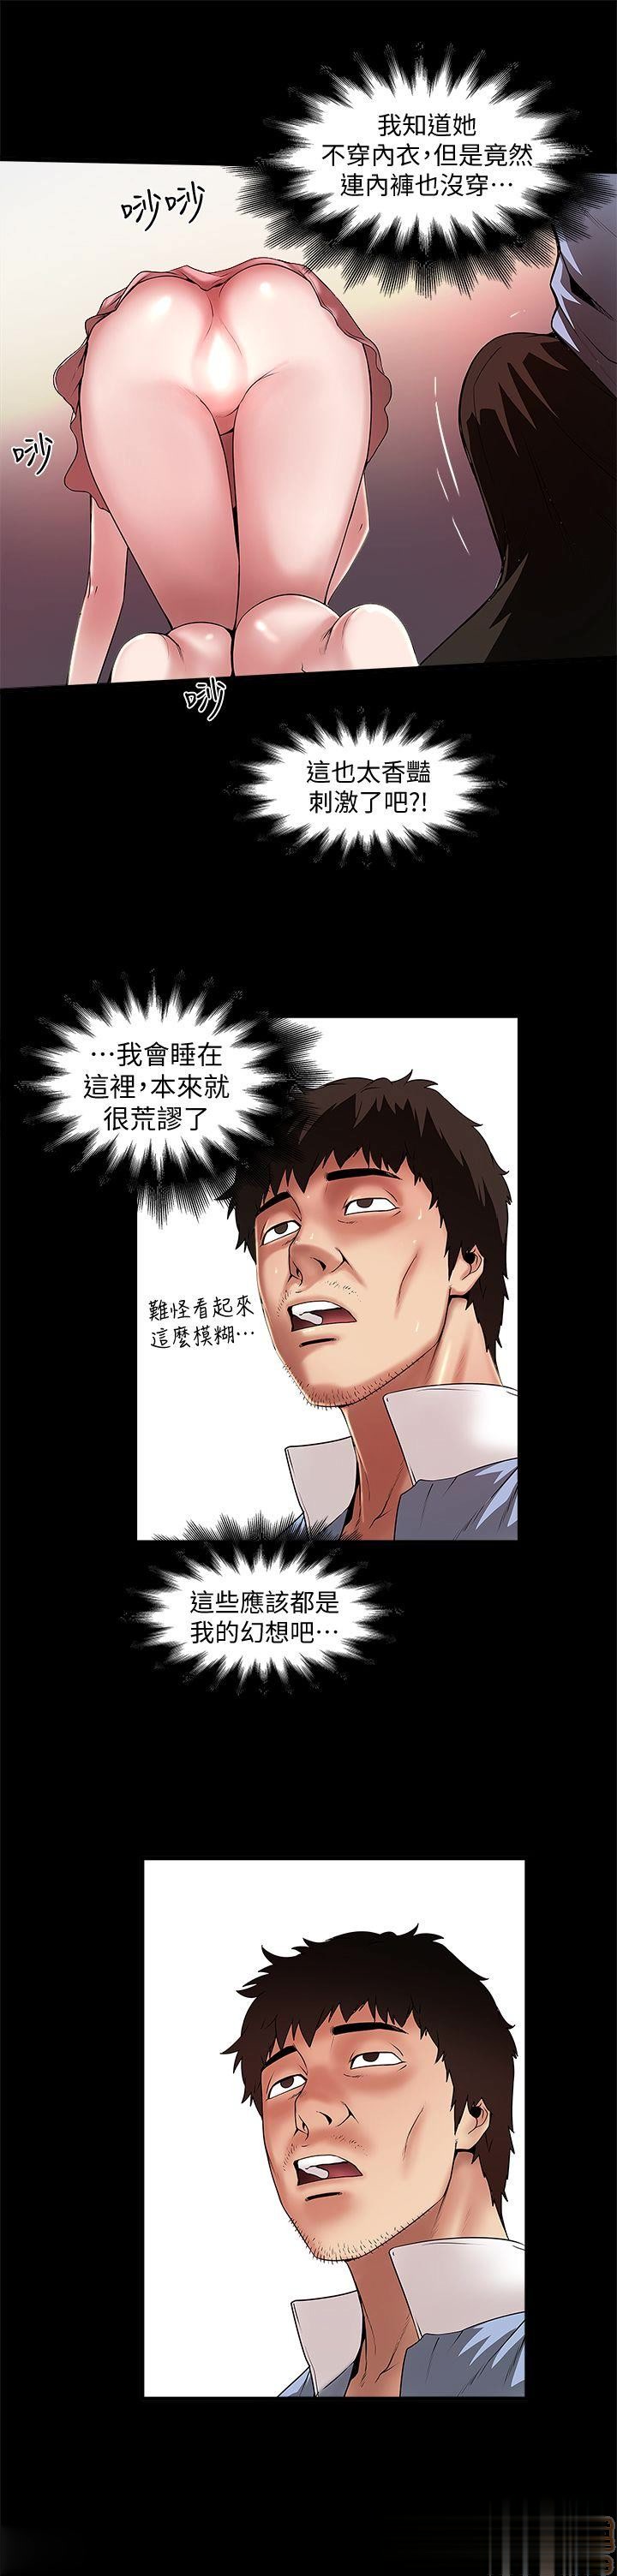 我知道她
不穿內衣，但是竟然
連內褲也沒穿⋯
唦唦
唦
唦
這也太香豔
刺激了吧?!
⋯我會睡在
這裡，本來就
很荒謬了
難怪看起來
這麼模糊⋯
這些應該都是
我的幻想吧⋯